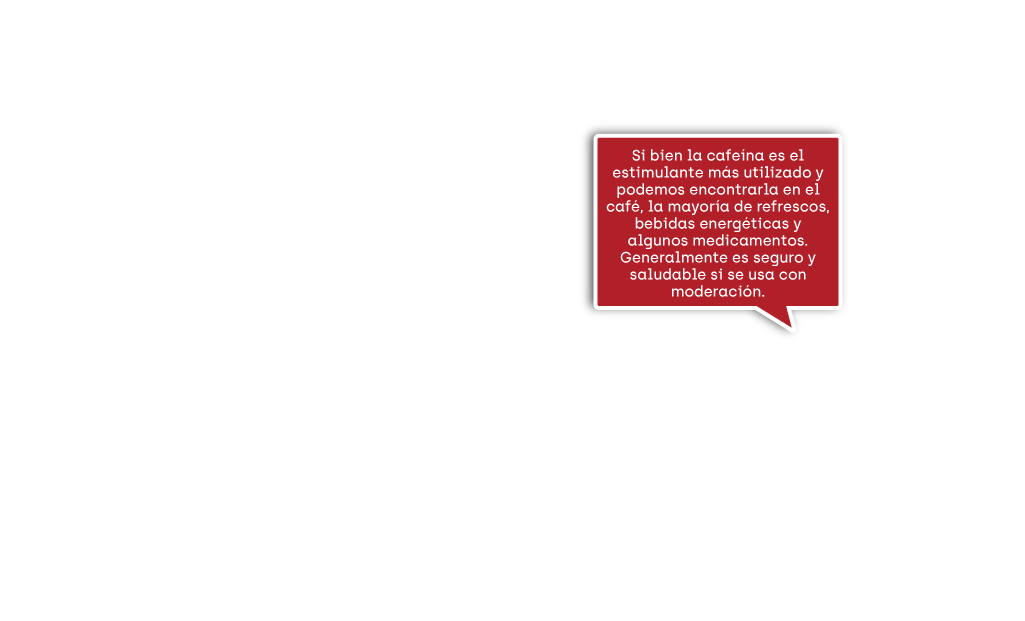 Si bien la cafeína es el
estimulante más utilizado y
podemos encontrarla en el
café, la mayoría de refrescos,
bebidas energéticas y
algunos medicamentos.
Generalmente es seguro y
saludable si se usa con
moderación.